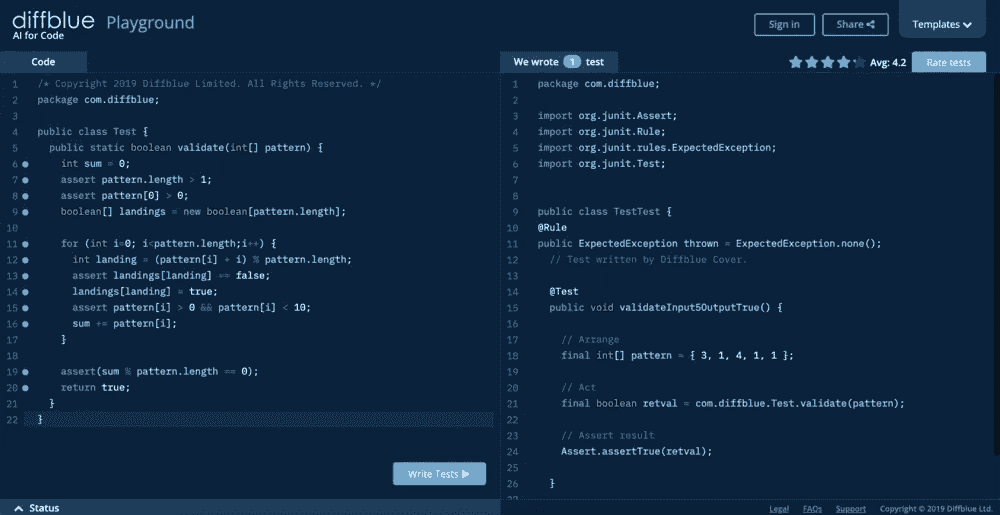 diffblue
AI for Code
Playground
Sign in
Share
Templates
Code
1 /* Copyright 2019 Diffblue Limited. All Rights Reserved. */
2 package com.diffblue;
3
4 public class Test {
5 public static boolean validate(int[] pattern) {
6 int sum = 0;
7 assert pattern.length > 1;
8 assert pattern[0] > 0;
9 boolean[] landings = new boolean[pattern.length];
10
11 for (int i=0; i<pattern.length;i++) {
12 int landing = (pattern[i] + i) % pattern.length;
13 assert landings[landing] == false;
14 landings[landing] = true;
15 assert pattern[i] > 0 && pattern[i] < 10;
16 sum += pattern[i];
17 }
18
19 assert(sum % pattern.length == 0);
20 return true;
21 }
22 }
Write Tests
We wrote 1 test
Avg: 4.2
Rate tests
1 package com.diffblue;
2
3 import org.junit.Assert;
4 import org.junit.Rule;
5 import org.junit.rules.ExpectedException;
6 import org.junit.Test;
7
8
9 public class TestTest {
10 @Rule
11 public ExpectedException thrown = ExpectedException.none();
12 // Test written by Diffblue Cover.
13
14 @Test
15 public void validateInput5OutputTrue() {
16
17 // Arrange
18 final int[] pattern = { 3, 1, 4, 1, 1 };
19
20 // Act
21 final boolean retval = com.diffblue.Test.validate(pattern);
22
23 // Assert result
24 Assert.assertTrue(retval);
25
26 }
27
Status
Legal
FAQs
Support
Copyright © 2019 Diffblue Ltd.